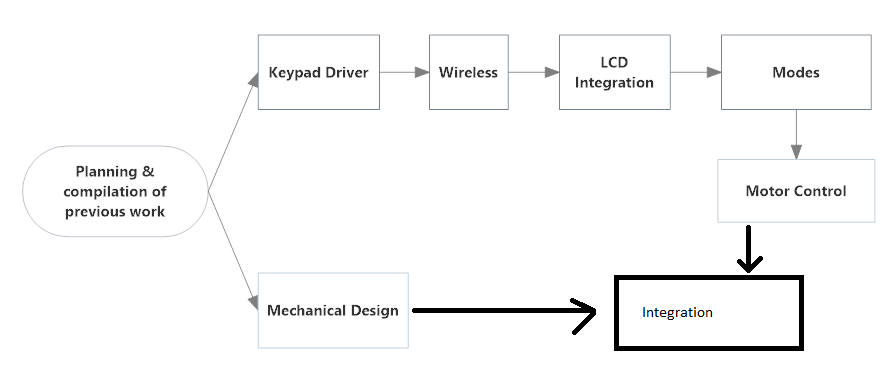 Planning &
compilation of
previous work
Keypad Driver
Wireless
LCD
Integration
Modes
Motor Control
Mechanical Design
Integration